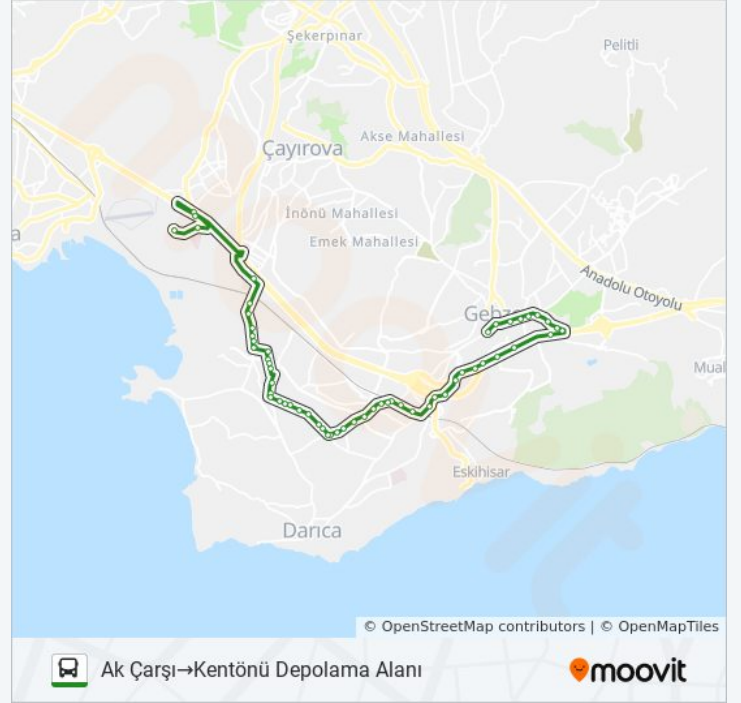 Şekerpınar
Pelitli
Akse Mahallesi
Çayırova
İnönü Mahallesi
Emek Mahallesi
a
Anadolu Otoyolu
Gebz
Mual
Eskihisar
Darıca
© OpenStreetMap contributors | © OpenMapTiles
Ak Çarşı→Kentönü Depolama Alanı
moovit